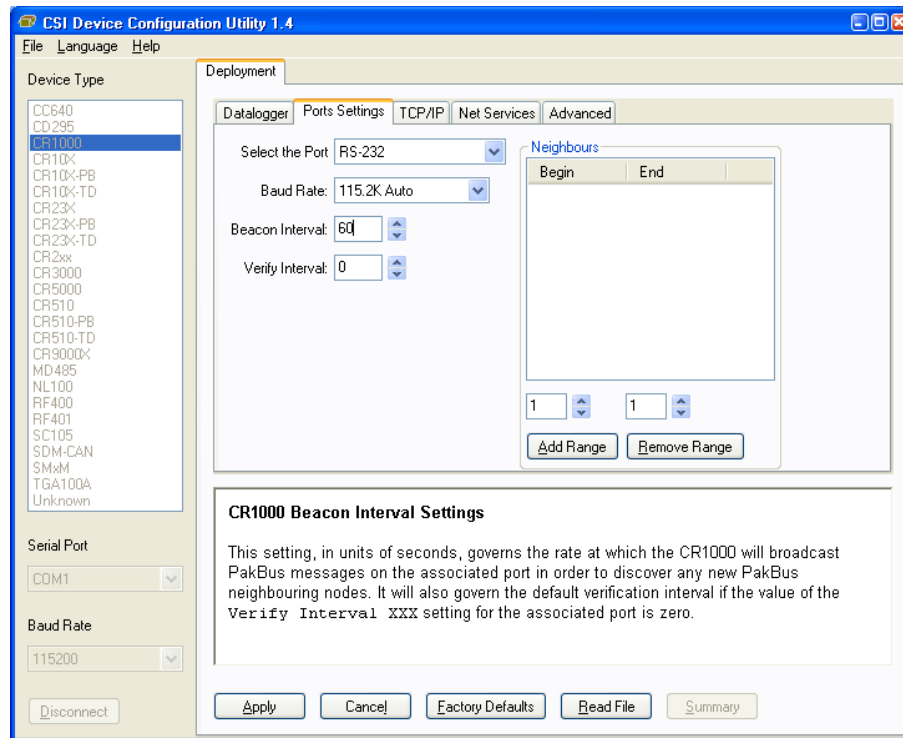 CSI Device Configuration Utility 1.4
File Language Help
Device Type
CC640
CD295
CR1000
CR10X
CR10X-PB
CR10X-TD
CR23X
CR23X-PB
CR23X-TD
CR2xx
CR3000
CR5000
CR510
CR510-PB
CR510-TD
CR9000X
MD485
NL100
RF400
RF401
SC105
SDM-CAN
SMxM
TGA100A
Unknown
Serial Port
COM1
Baud Rate
115200
Disconnect
Deployment
Datalogger Ports Settings TCP/IP Net Services Advanced
Select the Port RS-232
Baud Rate: 115.2K Auto
Beacon Interval: 60
Verify Interval: 0
Neighbours
Begin End
1 1
Add Range Remove Range
CR1000 Beacon Interval Settings
This setting, in units of seconds, governs the rate at which the CR1000 will broadcast
PakBus messages on the associated port in order to discover any new PakBus
neighbouring nodes. It will also govern the default verification interval if the value of the
Verify Interval XXX setting for the associated port is zero.
Apply Cancel Factory Defaults Read File Summary